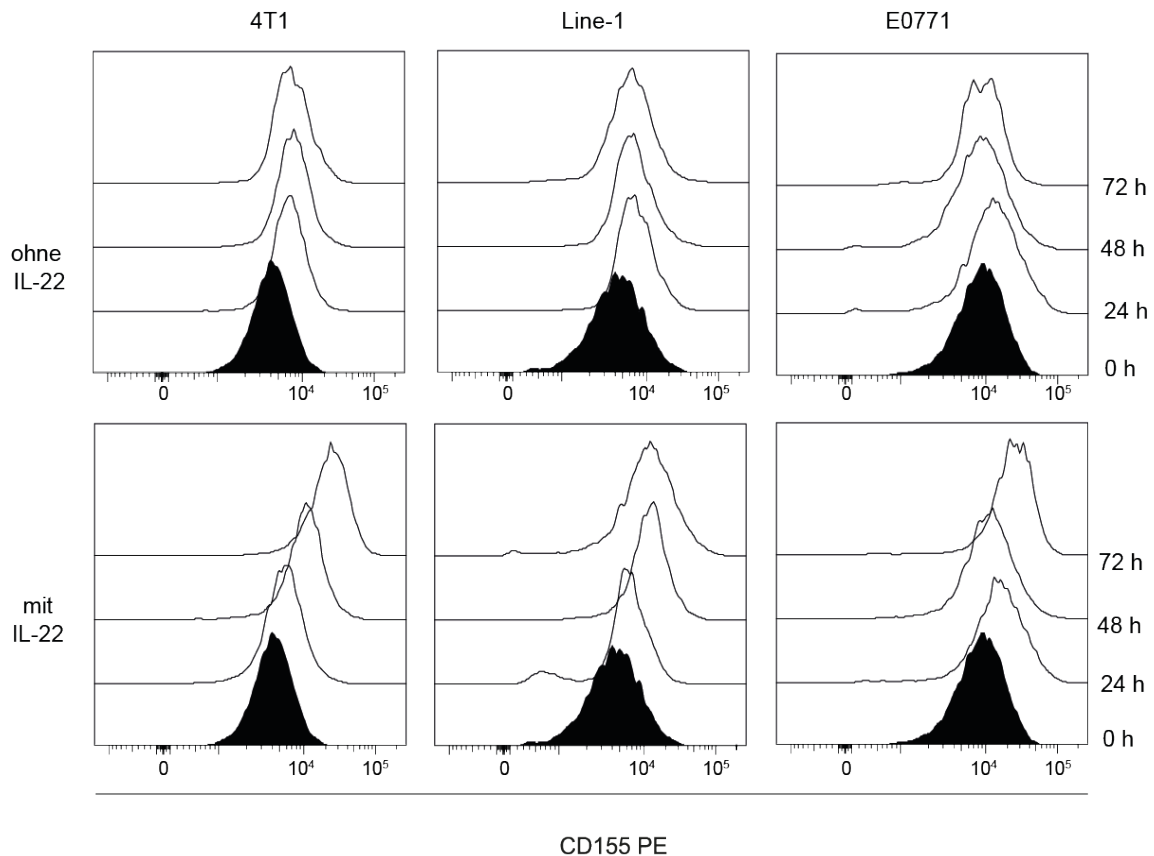 4T1 Line-1 E0771
ohne
IL-22
72 h
48 h
24 h
0 h
0 10⁴ 10⁵ 0 10⁴ 10⁵ 0 10⁴ 10⁵
mit
IL-22
72 h
48 h
24 h
0 h
0 10⁴ 10⁵ 0 10⁴ 10⁵ 0 10⁴ 10⁵
CD155 PE